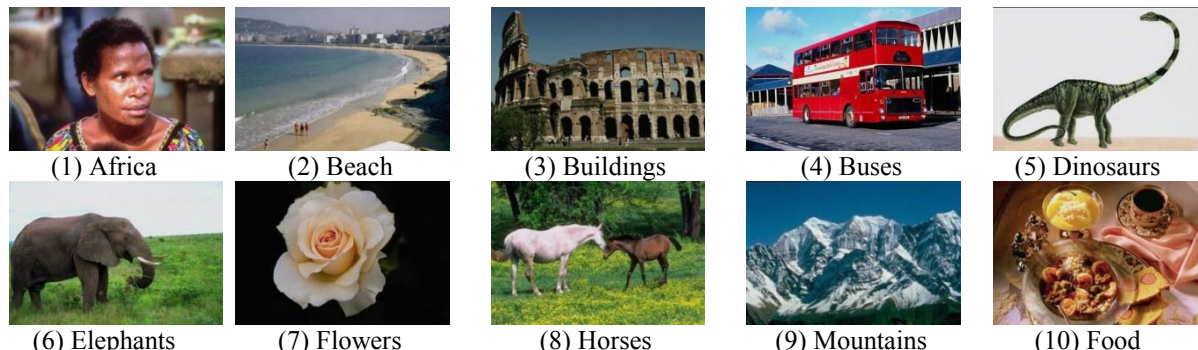 (1) Africa (2) Beach (3) Buildings (4) Buses (5) Dinosaurs
(6) Elephants (7) Flowers (8) Horses (9) Mountains (10) Food